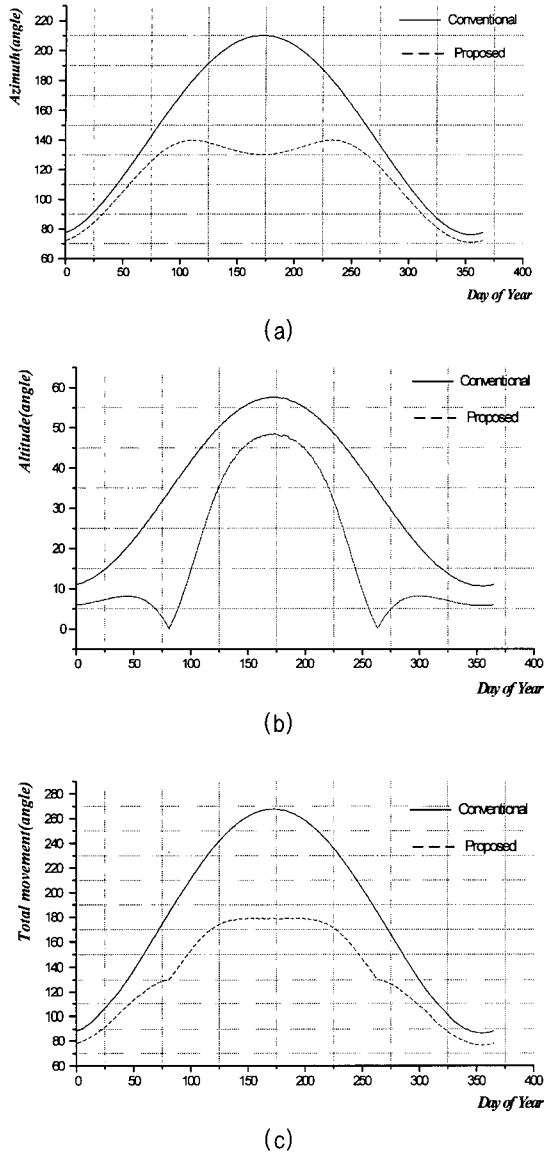 Azimuth(angle)
220
200
180
160
140
120
100
80
60
0 50 100 150 200 250 300 350 400
Conventional
Proposed
Day of Year
(a)
Altitude(angle)
60
50
40
30
20
10
0
0 50 100 150 200 250 300 350 400
Conventional
Proposed
Day of Year
(b)
Total movement(angle)
280
260
240
220
200
180
160
140
120
100
80
60
0 50 100 150 200 250 300 350 400
Conventional
Proposed
Day of Year
(c)